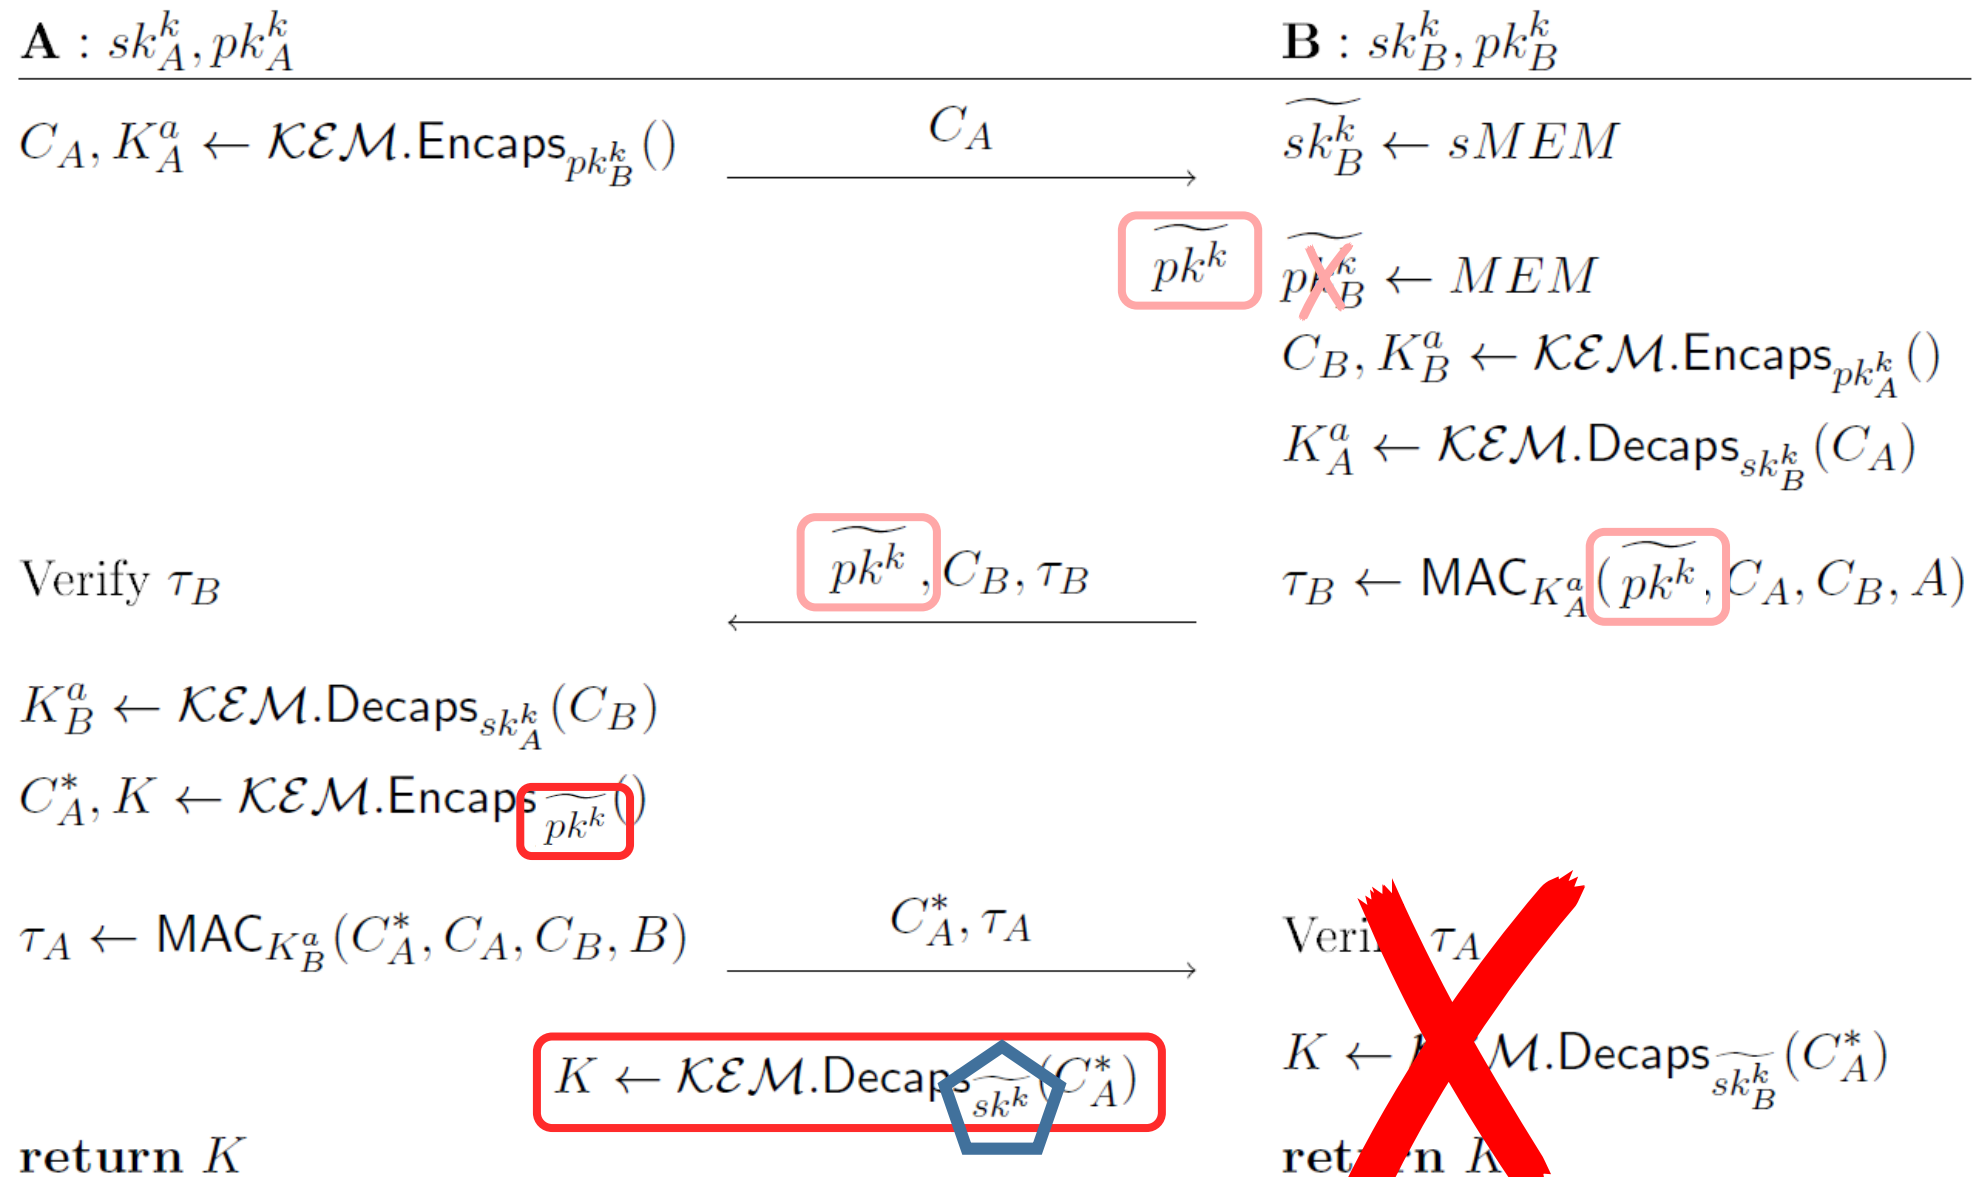 A : sk_A^k, pk_A^k
B : sk_B^k, pk_B^k
C_A, K_A^a ← KEM.Encaps_{pk_B^k}()
C_A
\widetilde{sk_B^k} ← sMEM
\widetilde{pk^k}
\widetilde{pk_B^k} ← MEM
C_B, K_B^a ← KEM.Encaps_{pk_A^k}()
K_A^a ← KEM.Decaps_{sk_B^k}(C_A)
Verify τ_B
\widetilde{pk^k}, C_B, τ_B
τ_B ← MAC_{K_A^a}(\widetilde{pk^k}, C_A, C_B, A)
K_B^a ← KEM.Decaps_{sk_A^k}(C_B)
C_A^*, K ← KEM.Encaps_{\widetilde{pk^k}}()
τ_A ← MAC_{K_B^a}(C_A^*, C_A, C_B, B)
C_A^*, τ_A
Verify τ_A
K ← KEM.Decaps_{\widetilde{sk^k}}(C_A^*)
K ← KEM.Decaps_{\widetilde{sk_B^k}}(C_A^*)
return K
return K